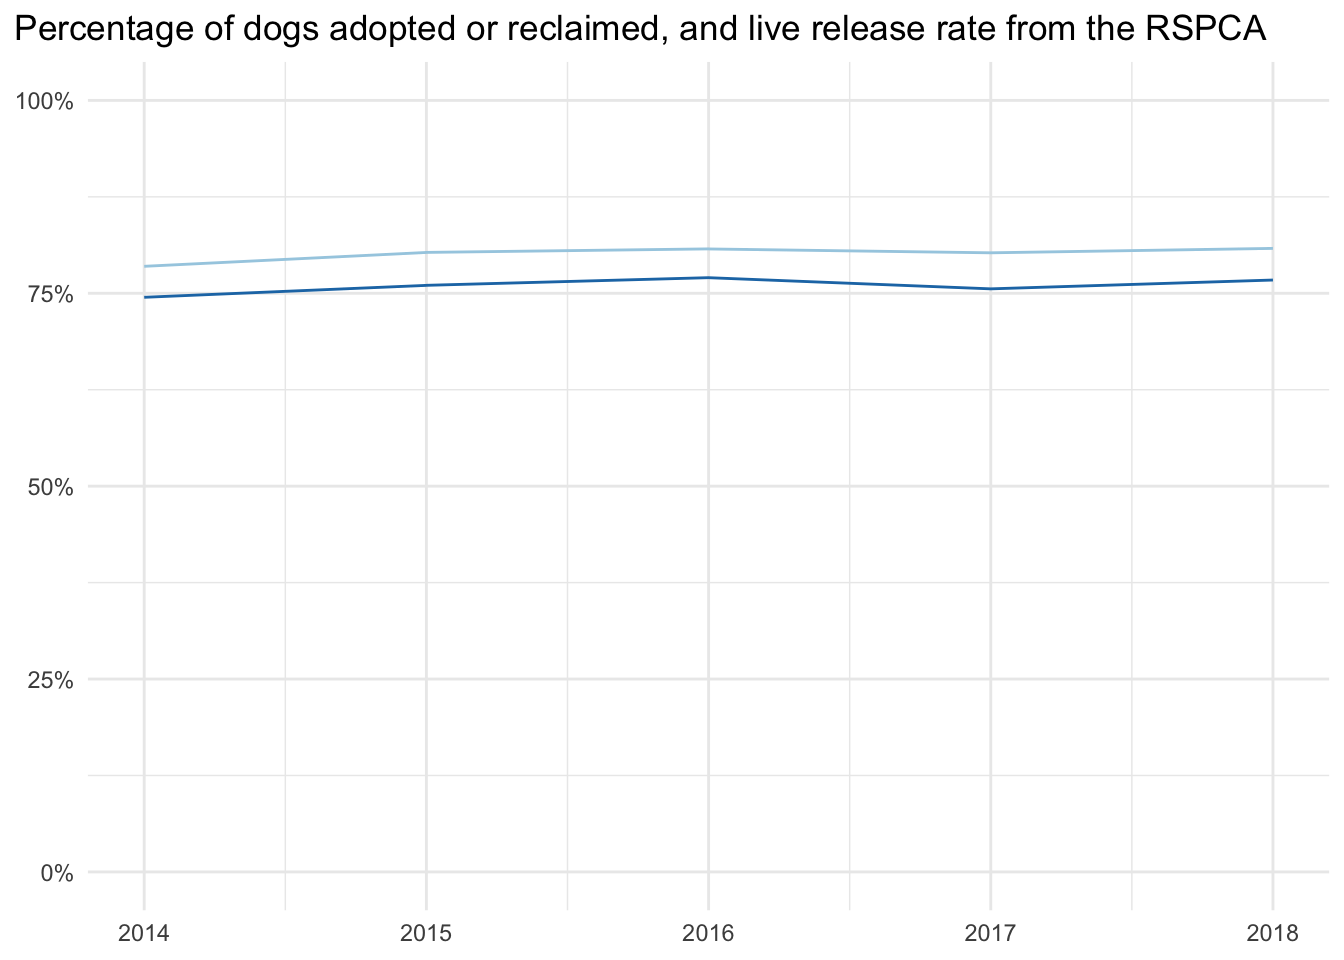 Percentage of dogs adopted or reclaimed, and live release rate from the RSPCA
100%
75%
50%
25%
0%
2014 2015 2016 2017 2018